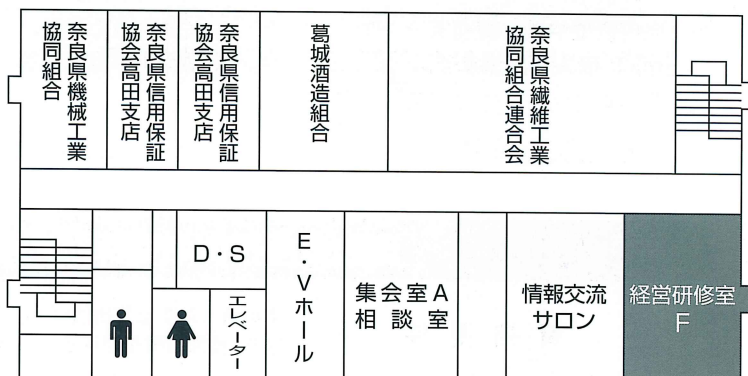 奈良県機械工業
協同組合
奈良県信用保証
協会高田支店
奈良県信用保証
協会高田支店
葛城酒造組合
奈良県繊維工業
協同組合連合会
D・S
エレベーター
E・Vホール
集会室A
相談室
情報交流
サロン
経営研修室
F